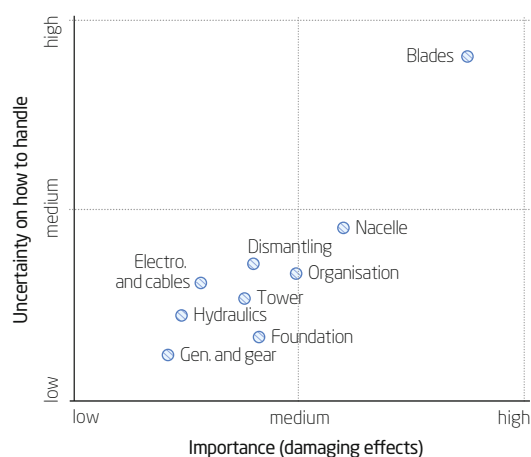 Uncertainty on how to handle
high
medium
low
Blades
Nacelle
Dismantling
Electro.
and cables
Organisation
Tower
Hydraulics
Foundation
Gen. and gear
low
medium
high
Importance (damaging effects)